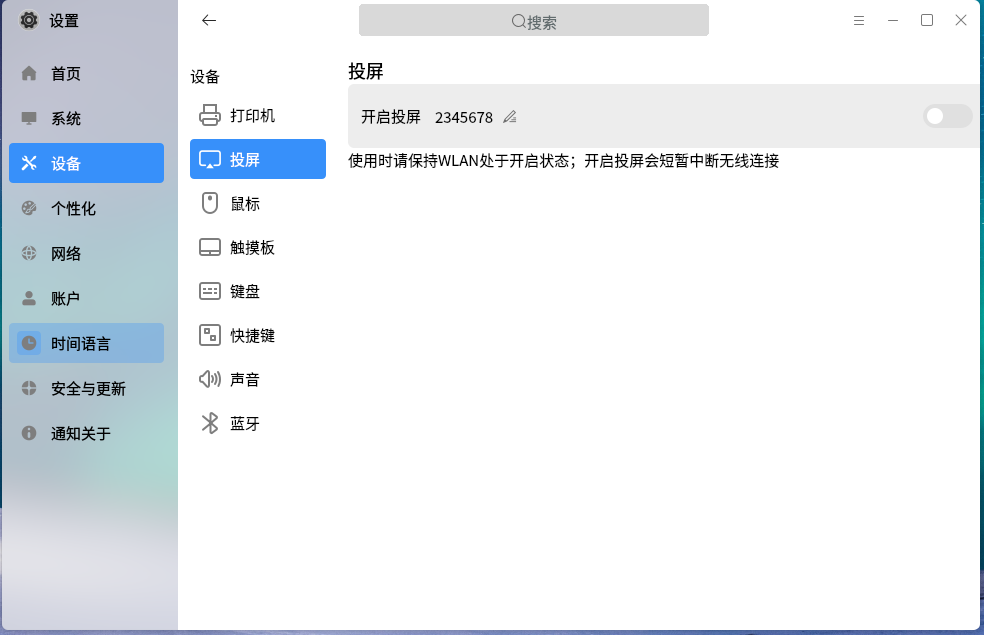 设置
搜索
首页
系统
设备
个性化
网络
账户
时间语言
安全与更新
通知关于
设备
打印机
投屏
鼠标
触摸板
键盘
快捷键
声音
蓝牙
投屏
开启投屏 2345678
使用时请保持WLAN处于开启状态；开启投屏会短暂中断无线连接